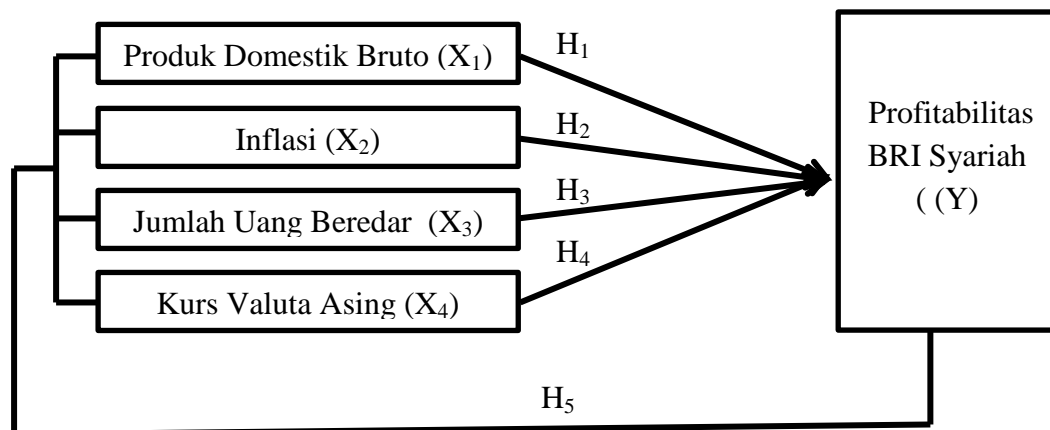 Produk Domestik Bruto (X₁)
Inflasi (X₂)
Jumlah Uang Beredar (X₃)
Kurs Valuta Asing (X₄)
H₁
H₂
H₃
H₄
Profitabilitas
BRI Syariah
( (Y)
H₅